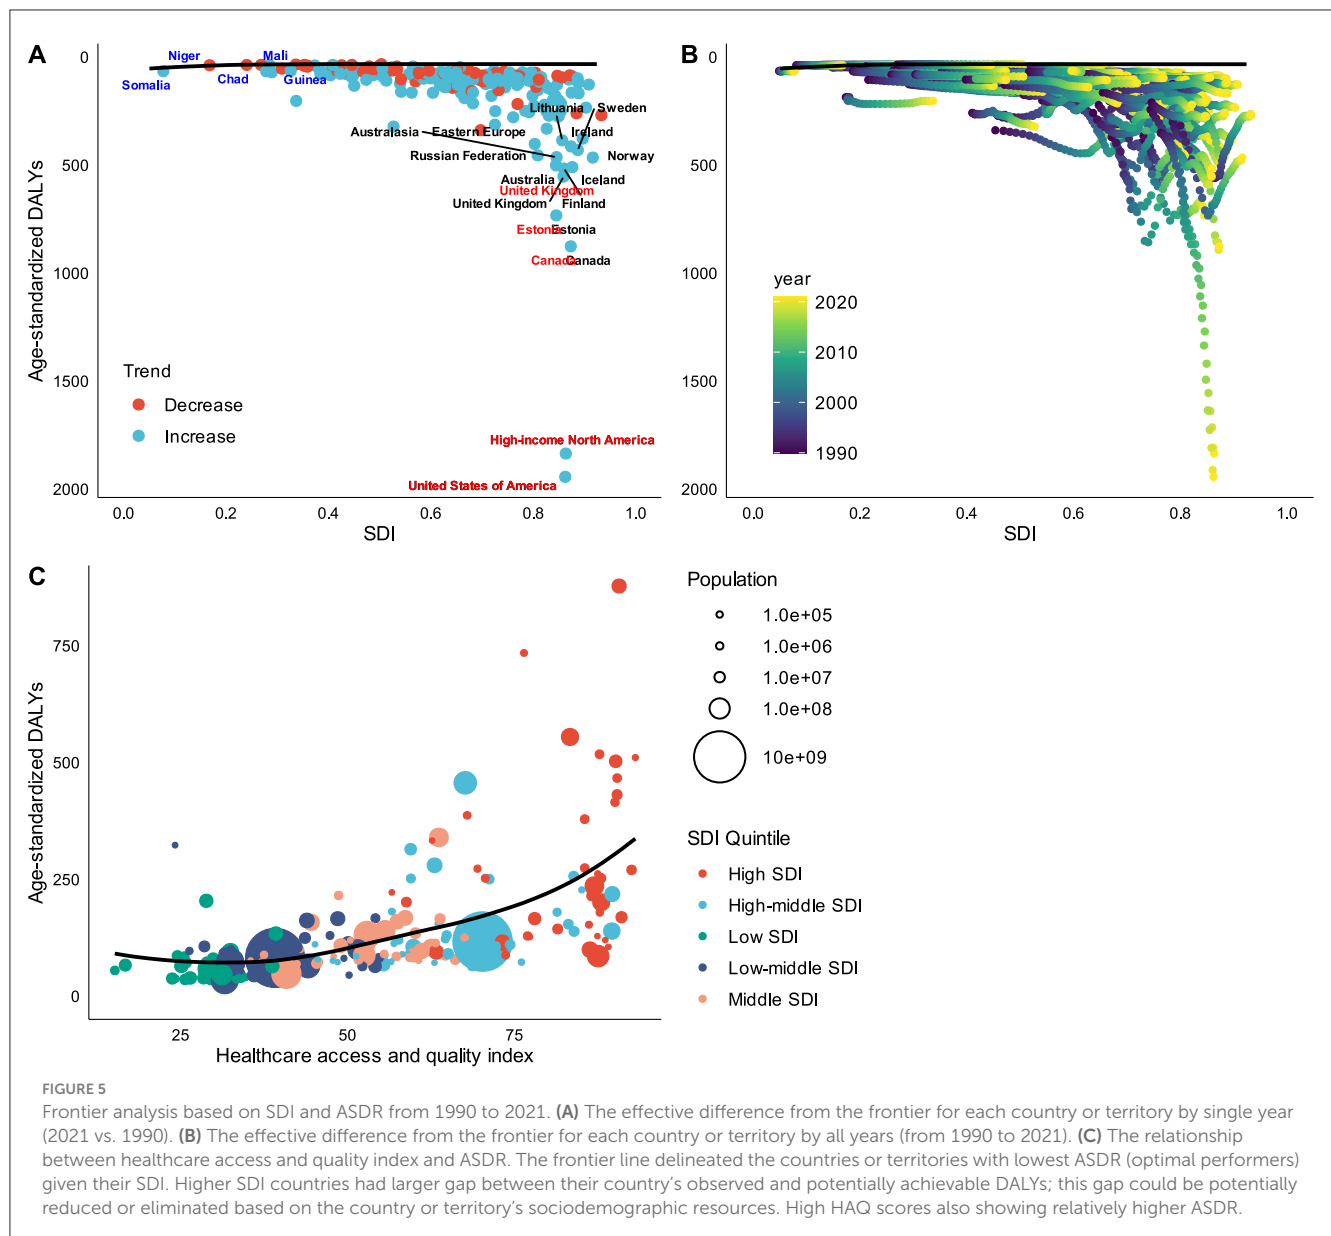 A
Age-standardized DALYs
0
500
1000
1500
2000
Niger
Mali
Somalia
Chad
Guinea
Lithuania
Sweden
Australasia
Eastern Europe
Ireland
Russian Federation
Norway
Australia
Iceland
United Kingdom
United Kingdom
Finland
Estonia
Estonia
Canada
Canada
Trend
Decrease
Increase
High-income North America
United States of America
0.0 0.2 0.4 0.6 0.8 1.0
SDI
B
Age-standardized DALYs
0
500
1000
1500
2000
year
2020
2010
2000
1990
0.0 0.2 0.4 0.6 0.8 1.0
SDI
C
Age-standardized DALYs
750
500
250
0
25 50 75
Healthcare access and quality index
Population
1.0e+05
1.0e+06
1.0e+07
1.0e+08
10e+09
SDI Quintile
High SDI
High-middle SDI
Low SDI
Low-middle SDI
Middle SDI
FIGURE 5
Frontier analysis based on SDI and ASDR from 1990 to 2021. (A) The effective difference from the frontier for each country or territory by single year
(2021 vs. 1990). (B) The effective difference from the frontier for each country or territory by all years (from 1990 to 2021). (C) The relationship
between healthcare access and quality index and ASDR. The frontier line delineated the countries or territories with lowest ASDR (optimal performers)
given their SDI. Higher SDI countries had larger gap between their country's observed and potentially achievable DALYs; this gap could be potentially
reduced or eliminated based on the country or territory's sociodemographic resources. High HAQ scores also showing relatively higher ASDR.